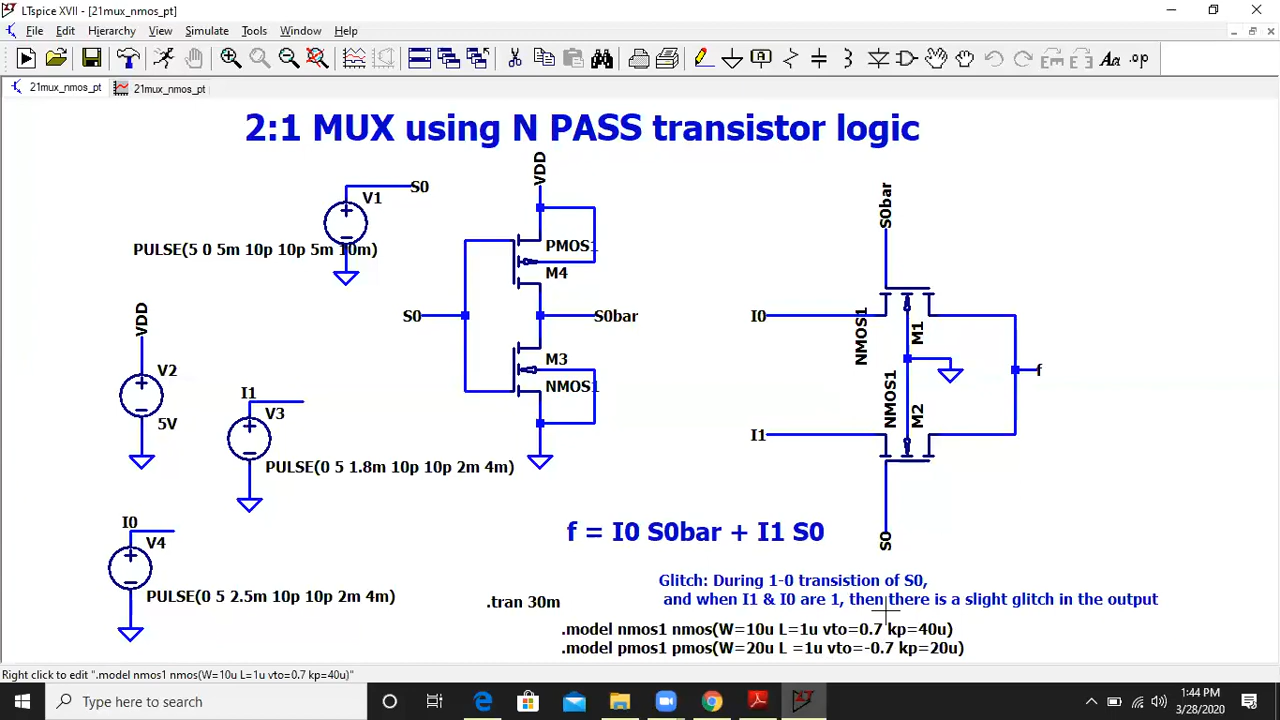 LTspice XVII - [21mux_nmos_pt]
File Edit Hierarchy View Simulate Tools Window Help
Aa .op
21mux_nmos_pt 21mux_nmos_pt
2:1 MUX using N PASS transistor logic
S0
V1
PULSE(5 0 5m 10p 10p 5m 10m)
VDD
PMOS1
M4
S0
S0bar
M3
NMOS1
VDD
V2
5V
I1
V3
PULSE(0 5 1.8m 10p 10p 2m 4m)
I0
V4
PULSE(0 5 2.5m 10p 10p 2m 4m)
S0bar
I0
NMOS1
M1
f
NMOS1
M2
I1
S0
f = I0 S0bar + I1 S0
Glitch: During 1-0 transistion of S0,
and when I1 & I0 are 1, then there is a slight glitch in the output
.tran 30m
.model nmos1 nmos(W=10u L=1u vto=0.7 kp=40u)
.model pmos1 pmos(W=20u L =1u vto=-0.7 kp=20u)
Right click to edit ".model nmos1 nmos(W=10u L=1u vto=0.7 kp=40u)"
Type here to search
1:44 PM
3/28/2020